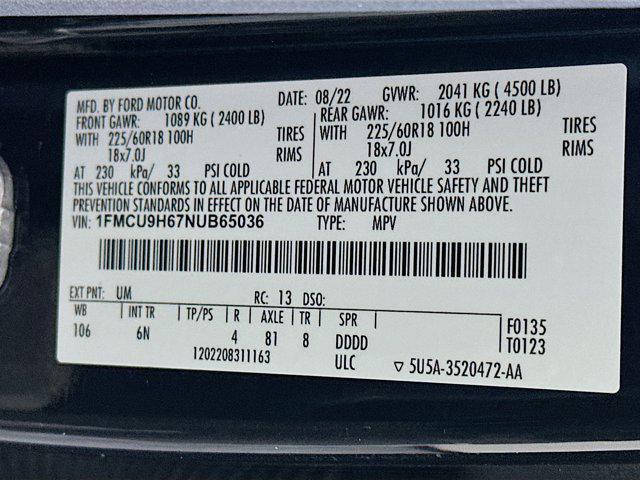 MFD. BY FORD MOTOR CO. DATE: 08/22 GVWR: 2041 KG ( 4500 LB)
FRONT GAWR: 1089 KG ( 2400 LB) REAR GAWR: 1016 KG ( 2240 LB)
WITH 225/60R18 100H TIRES WITH 225/60R18 100H TIRES
18x7.0J RIMS 18x7.0J RIMS
AT 230 kPa/ 33 PSI COLD AT 230 kPa/ 33 PSI COLD
THIS VEHICLE CONFORMS TO ALL APPLICABLE FEDERAL MOTOR VEHICLE SAFETY AND THEFT
PREVENTION STANDARDS IN EFFECT ON THE DATE OF MANUFACTURE SHOWN ABOVE.
VIN: 1FMCU9H67NUB65036 TYPE: MPV
EXT PNT: UM RC: 13 DSO:
WB INT TR TP/PS R AXLE TR SPR F0135
106 6N 4 81 8 DDDD T0123
1202208311163 ULC ▽ 5U5A-3520472-AA